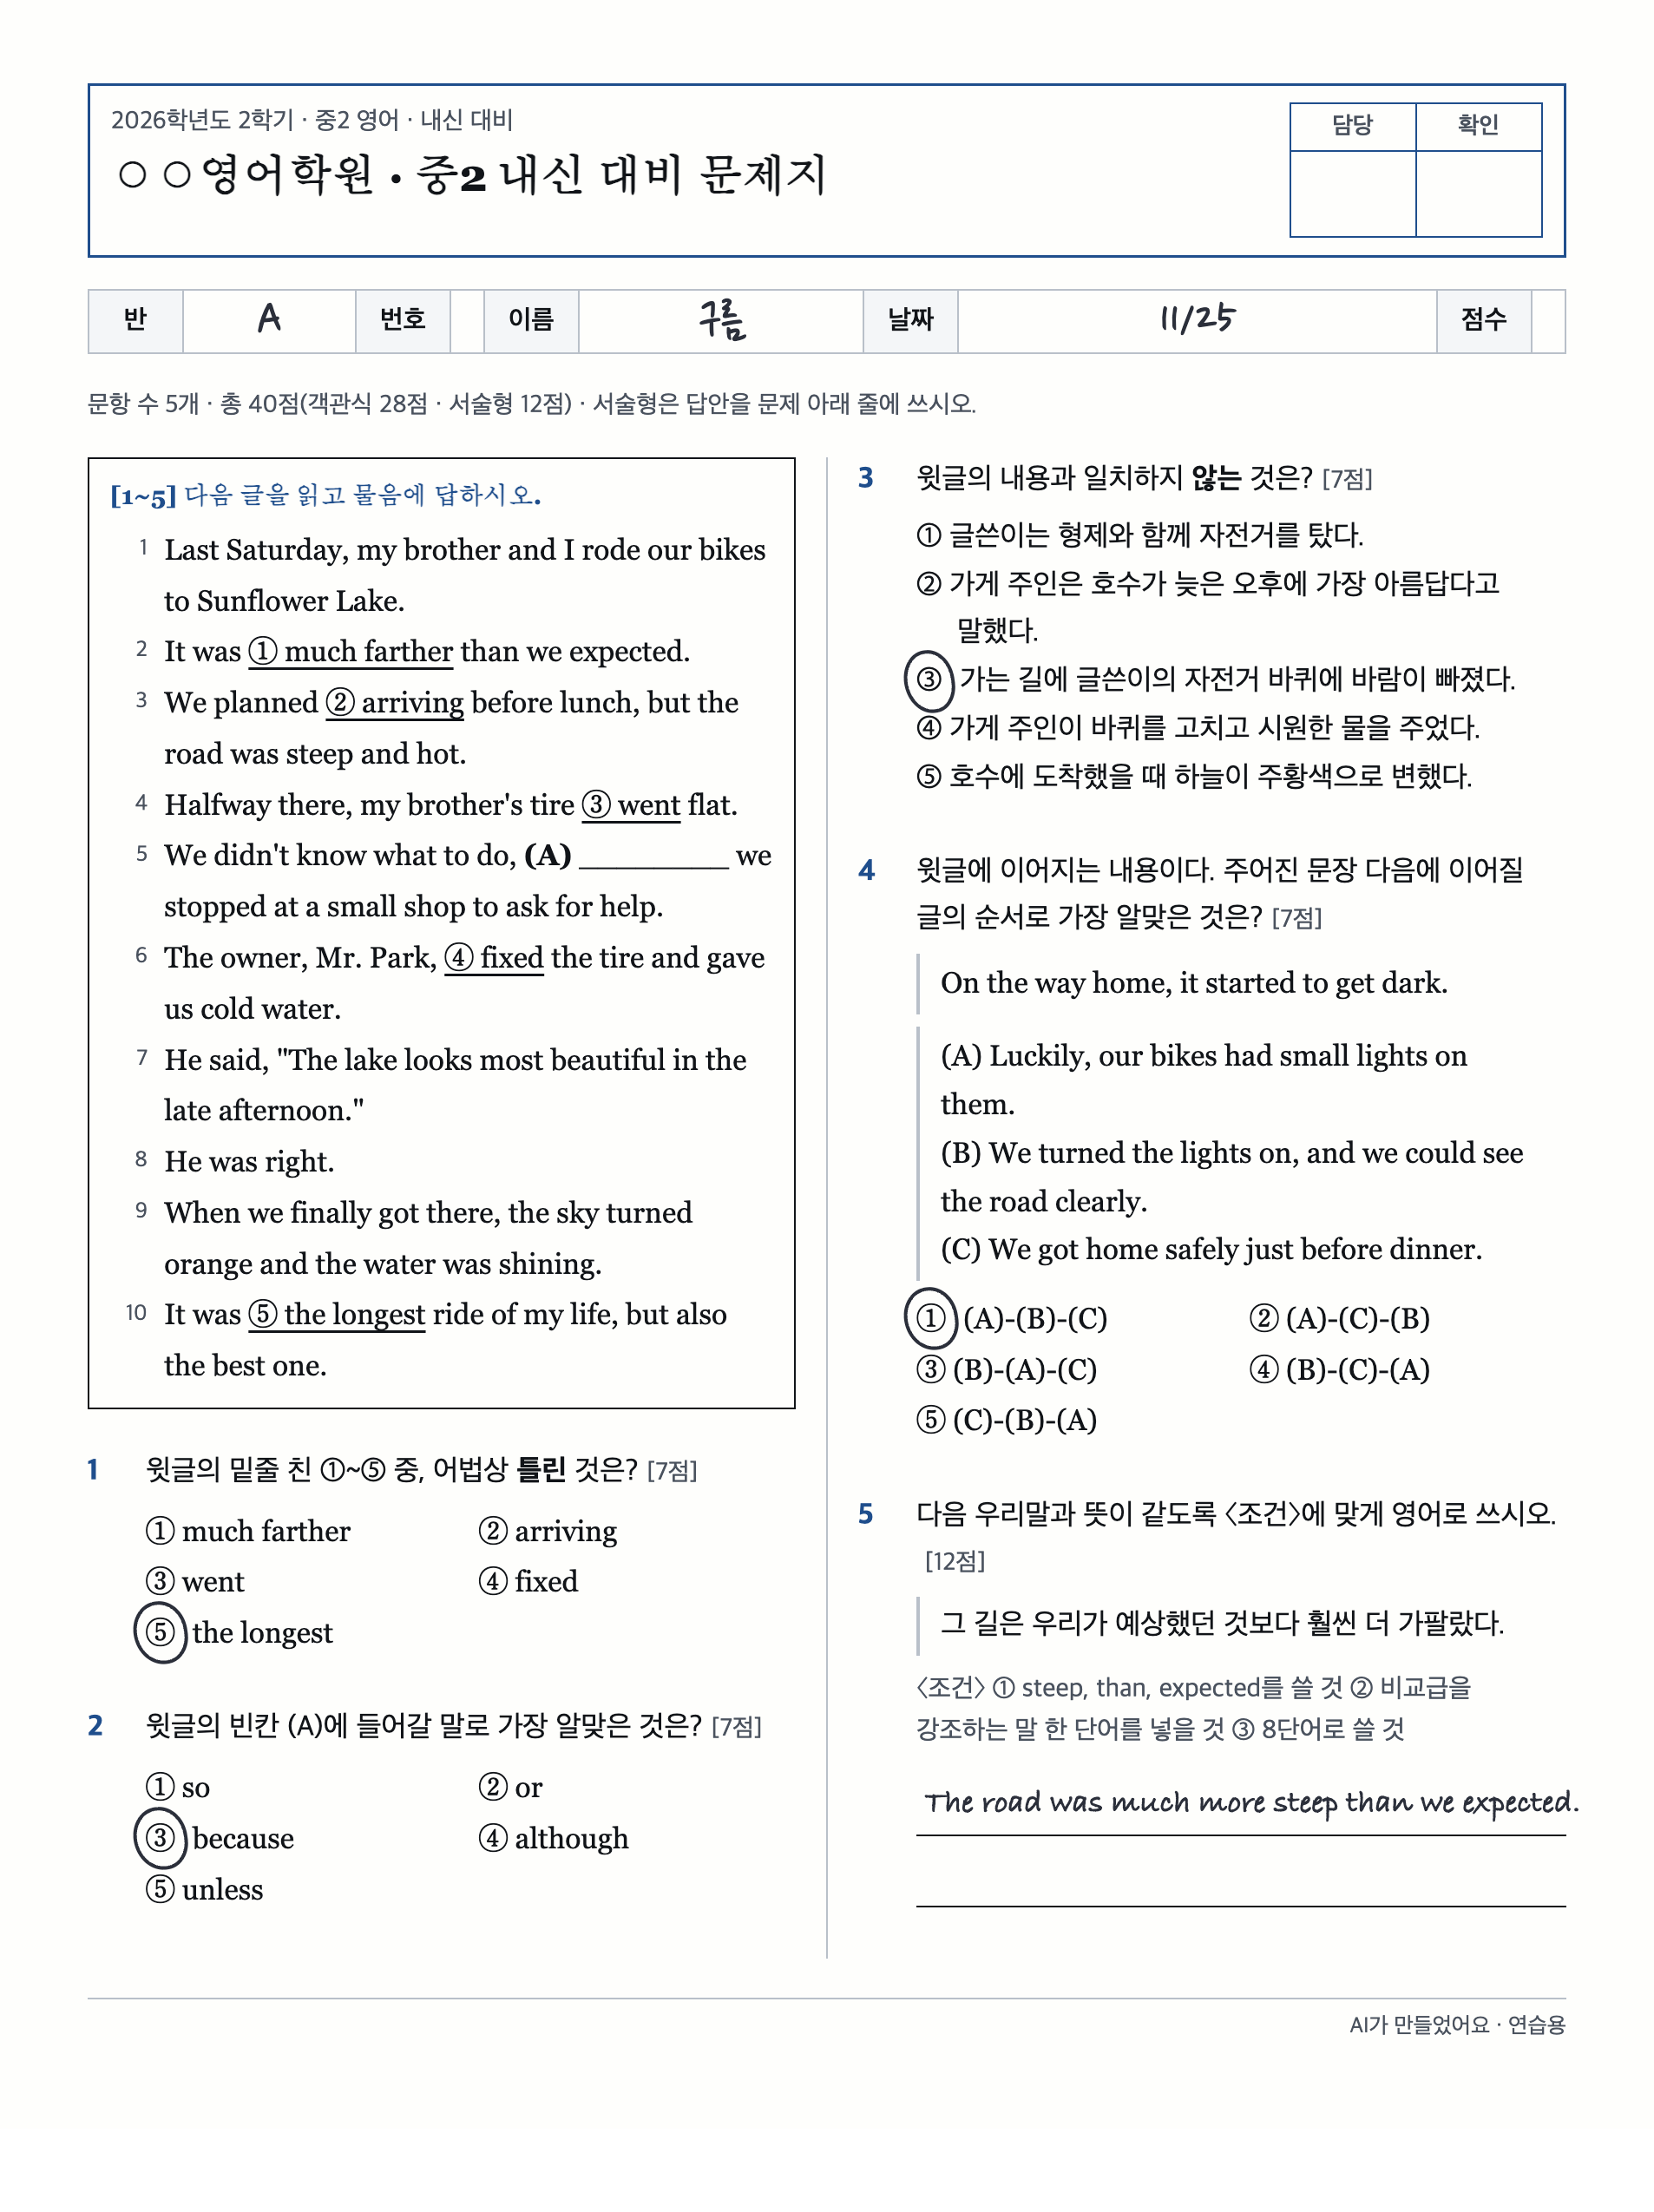 2026학년도 2학기 · 중2 영어 · 내신 대비
○○영어학원 · 중2 내신 대비 문제지
담당 확인
반 A 번호 이름 구름 날짜 11/25 점수
문항 수 5개 · 총 40점(객관식 28점 · 서술형 12점) · 서술형은 답안을 문제 아래 줄에 쓰시오.
[1~5] 다음 글을 읽고 물음에 답하시오.
1 Last Saturday, my brother and I rode our bikes
to Sunflower Lake.
2 It was ① much farther than we expected.
3 We planned ② arriving before lunch, but the
road was steep and hot.
4 Halfway there, my brother's tire ③ went flat.
5 We didn't know what to do, (A) __________ we
stopped at a small shop to ask for help.
6 The owner, Mr. Park, ④ fixed the tire and gave
us cold water.
7 He said, "The lake looks most beautiful in the
late afternoon."
8 He was right.
9 When we finally got there, the sky turned
orange and the water was shining.
10 It was ⑤ the longest ride of my life, but also
the best one.
1 윗글의 밑줄 친 ①~⑤ 중, 어법상 틀린 것은? [7점]
① much farther ② arriving
③ went ④ fixed
⑤ the longest
2 윗글의 빈칸 (A)에 들어갈 말로 가장 알맞은 것은? [7점]
① so ② or
③ because ④ although
⑤ unless
3 윗글의 내용과 일치하지 않는 것은? [7점]
① 글쓴이는 형제와 함께 자전거를 탔다.
② 가게 주인은 호수가 늦은 오후에 가장 아름답다고
말했다.
③ 가는 길에 글쓴이의 자전거 바퀴에 바람이 빠졌다.
④ 가게 주인이 바퀴를 고치고 시원한 물을 주었다.
⑤ 호수에 도착했을 때 하늘이 주황색으로 변했다.
4 윗글에 이어지는 내용이다. 주어진 문장 다음에 이어질
글의 순서로 가장 알맞은 것은? [7점]
On the way home, it started to get dark.
(A) Luckily, our bikes had small lights on
them.
(B) We turned the lights on, and we could see
the road clearly.
(C) We got home safely just before dinner.
① (A)-(B)-(C) ② (A)-(C)-(B)
③ (B)-(A)-(C) ④ (B)-(C)-(A)
⑤ (C)-(B)-(A)
5 다음 우리말과 뜻이 같도록 〈조건〉에 맞게 영어로 쓰시오.
[12점]
그 길은 우리가 예상했던 것보다 훨씬 더 가팔랐다.
〈조건〉 ① steep, than, expected를 쓸 것 ② 비교급을
강조하는 말 한 단어를 넣을 것 ③ 8단어로 쓸 것
The road was much more steep than we expected.
AI가 만들었어요 · 연습용